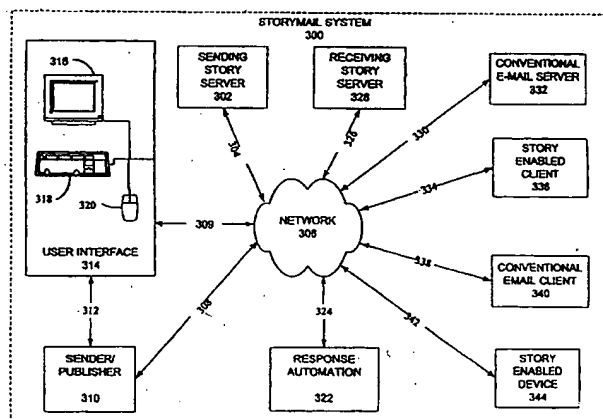 STORYMAIL SYSTEM
300
316
318
320
USER INTERFACE
314
SENDING
STORY
SERVER
302
RECEIVING
STORY
SERVER
328
CONVENTIONAL
E-MAIL SERVER
332
STORY
ENABLED
CLIENT
336
CONVENTIONAL
EMAIL CLIENT
340
STORY
ENABLED
DEVICE
344
RESPONSE
AUTOMATION
322
SENDER/
PUBLISHER
310
NETWORK
306
304
326
330
334
338
342
324
308
309
312